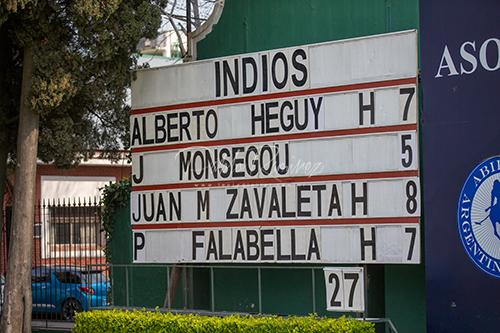 INDIOS
ALBERTO HEGUY H 7
J MONSEGOU 5
JUAN M ZAVALETA H 8
P FALABELLA H 7
27
ASO